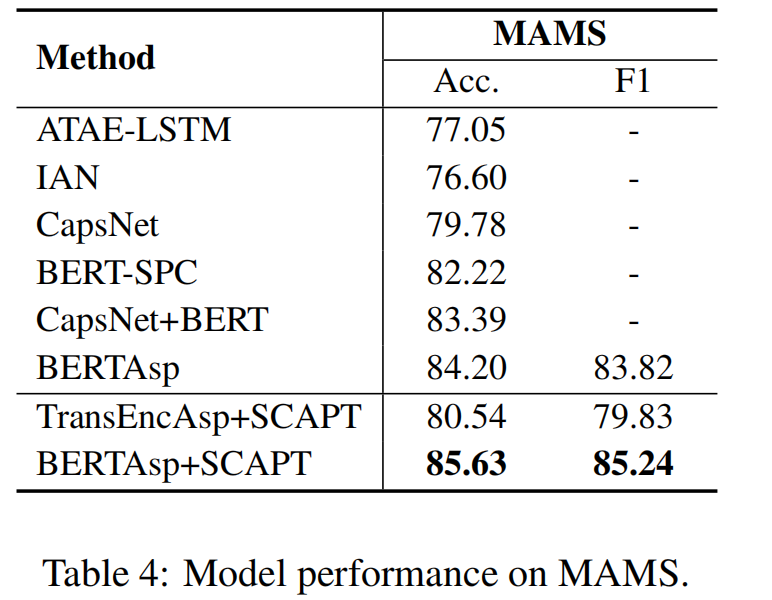 Method MAMS
Acc. F1
ATAE-LSTM 77.05 -
IAN 76.60 -
CapsNet 79.78 -
BERT-SPC 82.22 -
CapsNet+BERT 83.39 -
BERTAsp 84.20 83.82
TransEncAsp+SCAPT 80.54 79.83
BERTAsp+SCAPT 85.63 85.24
Table 4: Model performance on MAMS.